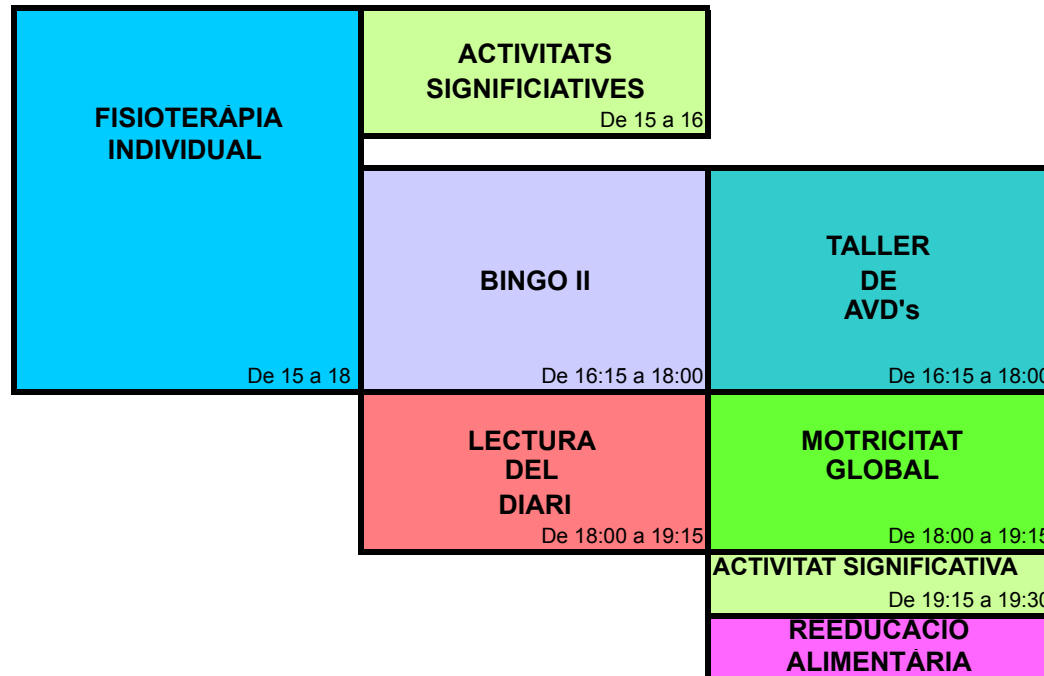 FISIOTERÀPIA
INDIVIDUAL
De 15 a 18
ACTIVITATS
SIGNIFICIATIVES
De 15 a 16
BINGO II
De 16:15 a 18:00
TALLER
DE
AVD's
De 16:15 a 18:00
LECTURA
DEL
DIARI
De 18:00 a 19:15
MOTRICITAT
GLOBAL
De 18:00 a 19:15
ACTIVITAT SIGNIFICATIVA
De 19:15 a 19:30
REEDUCACIÓ
ALIMENTÀRIA